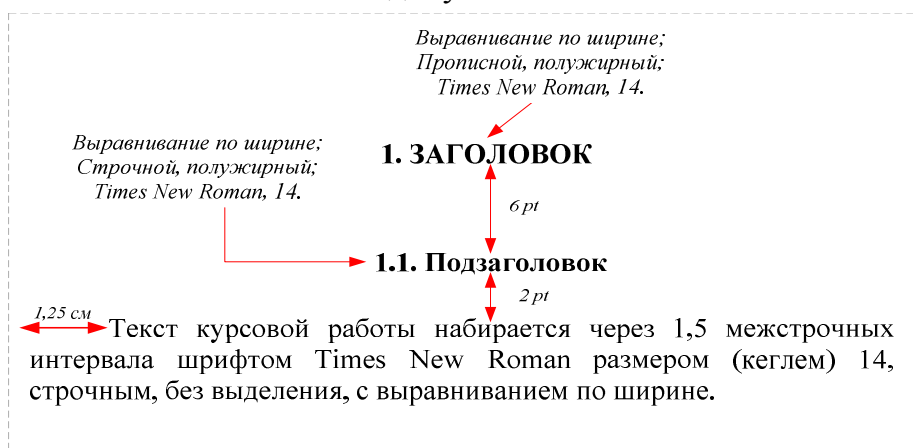 Выравнивание по ширине;
Прописной, полужирный;
Times New Roman, 14.
Выравнивание по ширине;
Строчной, полужирный;
Times New Roman, 14.
1. ЗАГОЛОВОК
6 pt
1.1. Подзаголовок
2 pt
1,25 см
Текст курсовой работы набирается через 1,5 межстрочных
интервала шрифтом Times New Roman размером (кеглем) 14,
строчным, без выделения, с выравниванием по ширине.